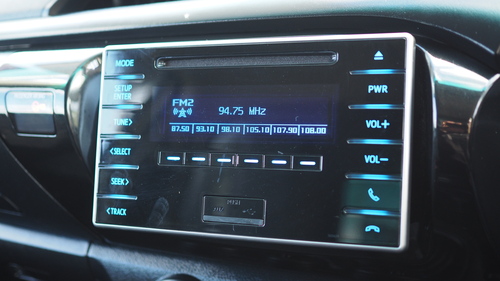 MODE
SETUP
ENTER
TUNE>
<SELECT
SEEK>
<TRACK
FM2
94.75 MHz
87.50 93.10 98.10 105.10 107.90 108.00
PUSH
PWR
VOL+
VOL-